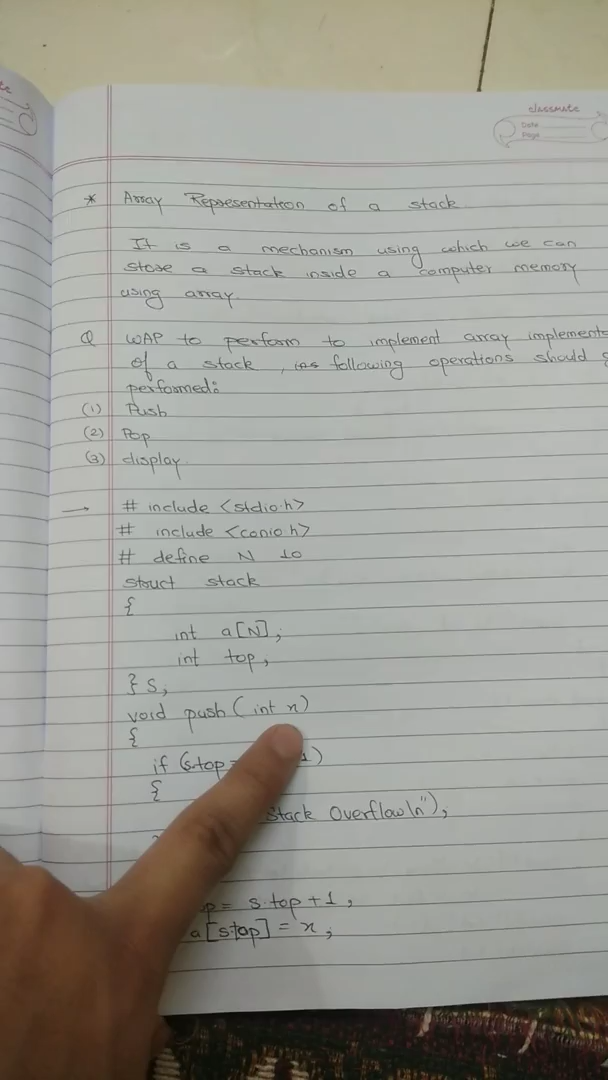 classmate
Date
Page
* Array Representation of a stack
It is a mechanism using which we can
store a stack inside a computer memory
using array.
Q WAP to perform to implement array implementa
of a stack, following operations should
performed:
(1) Push
(2) Pop
(3) display
→ # include <stdio.h>
# include <conio.h>
# define N 10
struct stack
{
int a[N];
int top;
} s;
void push (int x)
{
if (s.top = 1)
{
Stack Overflow\n");
= s.top+1;
a[s.top] = x;